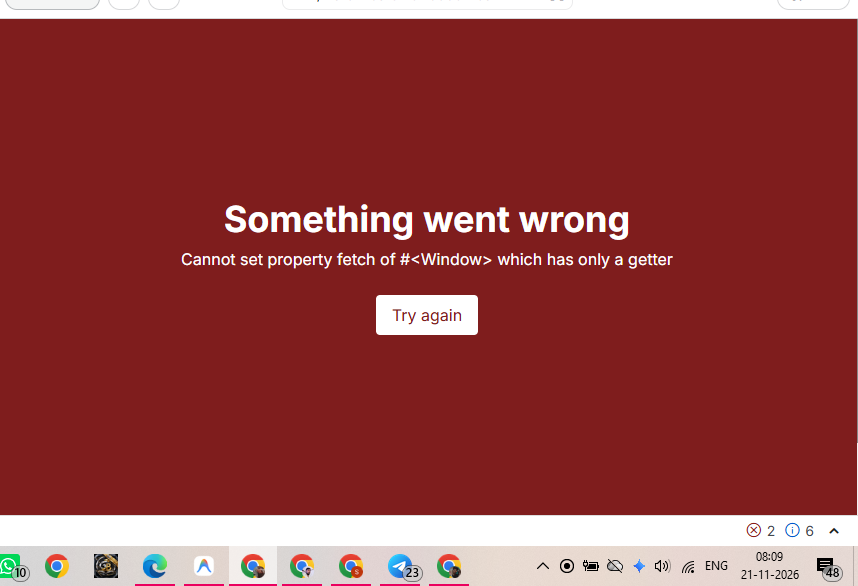 Something went wrong
Cannot set property fetch of #<Window> which has only a getter
Try again
2 6
10
S
23
ENG
08:09
21-11-2026
48